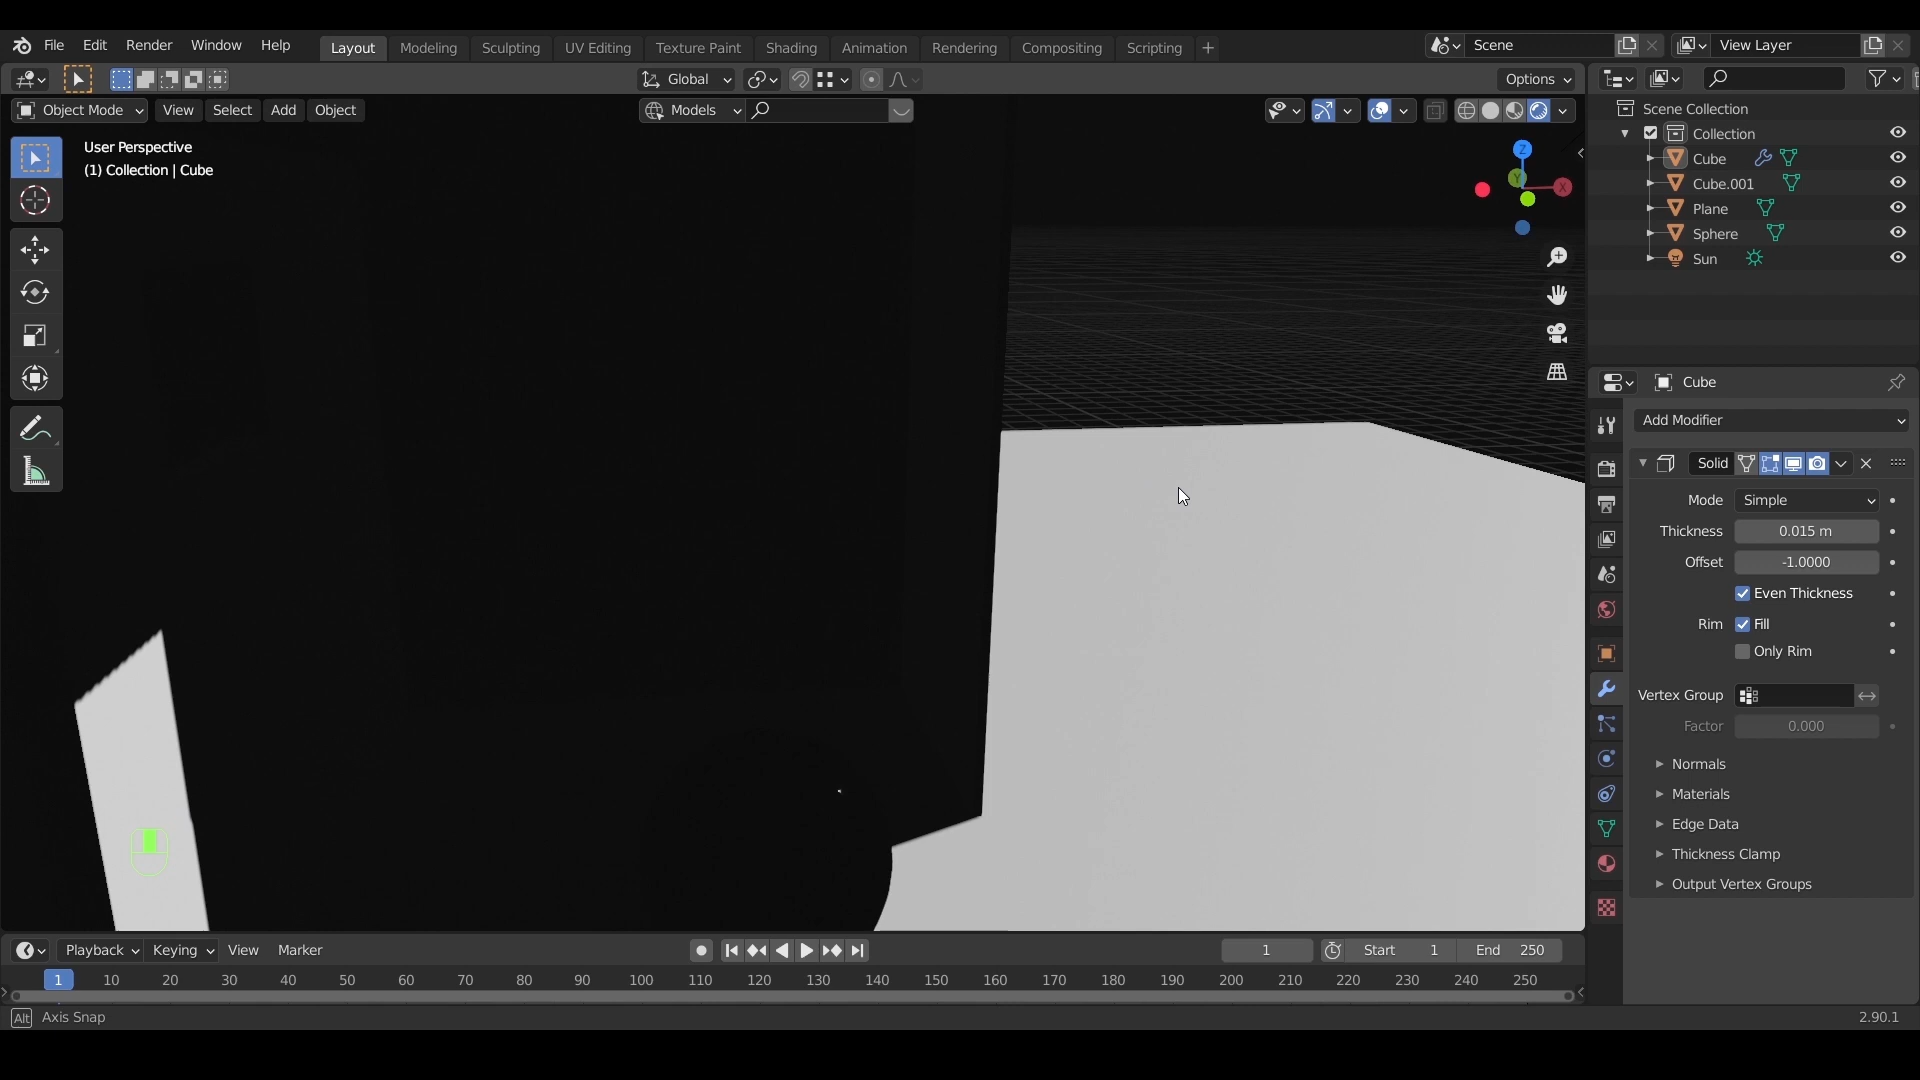 File Edit Render Window Help Layout Modeling Sculpting UV Editing Texture Paint Shading Animation Rendering Compositing Scripting + Scene View Layer
Global Options
Object Mode View Select Add Object Models
User Perspective
(1) Collection | Cube
Z
Y
X
Scene Collection
Collection
Cube
Cube.001
Plane
Sphere
Sun
Cube
Add Modifier
Solid
Mode Simple
Thickness 0.015 m
Offset -1.0000
Even Thickness
Rim Fill
Only Rim
Vertex Group
Factor 0.000
Normals
Materials
Edge Data
Thickness Clamp
Output Vertex Groups
Playback Keying View Marker 1 Start 1 End 250
1 10 20 30 40 50 60 70 80 90 100 110 120 130 140 150 160 170 180 190 200 210 220 230 240 250
Alt Axis Snap 2.90.1